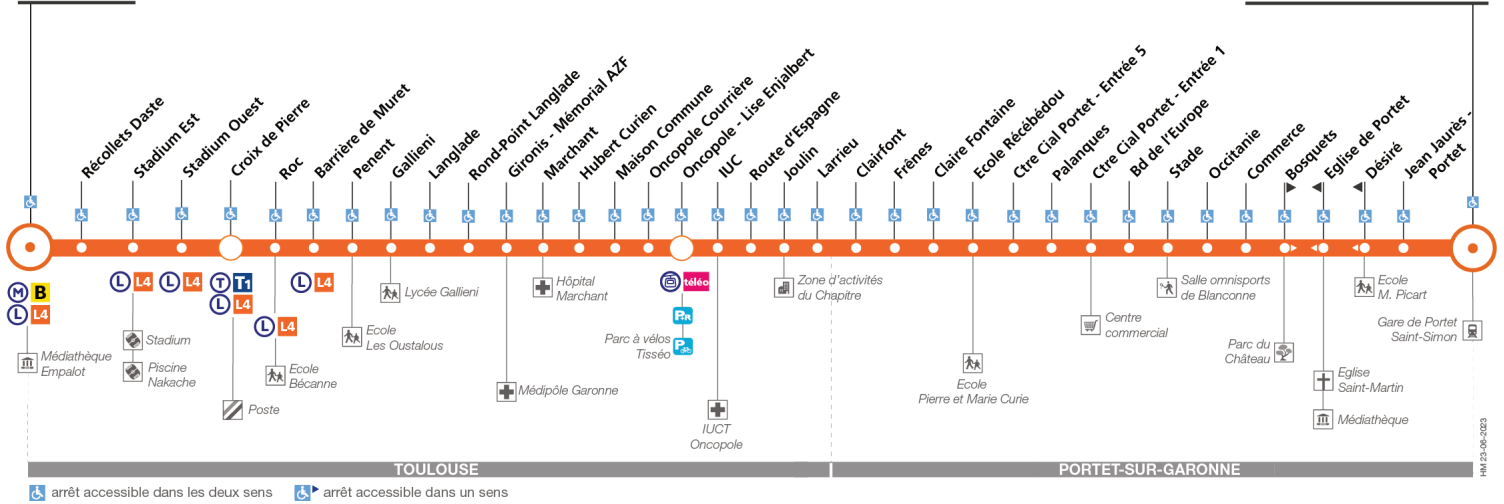 Récollets Daste
Stadium Est
Stadium Ouest
Croix de Pierre
Roc
Barrière de Muret
Penent
Gallieni
Langlade
Rond-Point Langlade
Gironis - Mémorial AZF
Marchant
Hubert Curien
Maison Commune
Oncopole Courrière
Oncopole - Lise Enjalbert
IUC
Route d'Espagne
Joulin
Larrieu
Clairfont
Frênes
Claire Fontaine
Ecole Récébédou
Ctre Cial Portet - Entrée 5
Palanques
Ctre Cial Portet - Entrée 1
Bd de l'Europe
Stade
Occitanie
Commerce
Bosquets
Eglise de Portet
Désiré
Jean Jaurès -
Portet
M B
L L4
Médiathèque
Empalot
L L4
Stadium
Piscine
Nakache
L L4
T T1
L L4
Poste
L L4
Ecole
Bécanne
L L4
Ecole
Les Oustalous
Lycée Gallieni
Médipôle Garonne
Hôpital
Marchant
téléo
P+R
Parc à vélos
Tisséo
P
IUCT
Oncopole
Zone d'activités
du Chapitre
Ecole
Pierre et Marie Curie
Centre
commercial
Salle omnisports
de Blanconne
Parc du
Château
Eglise
Saint-Martin
Médiathèque
Ecole
M. Picart
Gare de Portet
Saint-Simon
HM 23-06-2023
TOULOUSE
PORTET-SUR-GARONNE
arrêt accessible dans les deux sens
arrêt accessible dans un sens